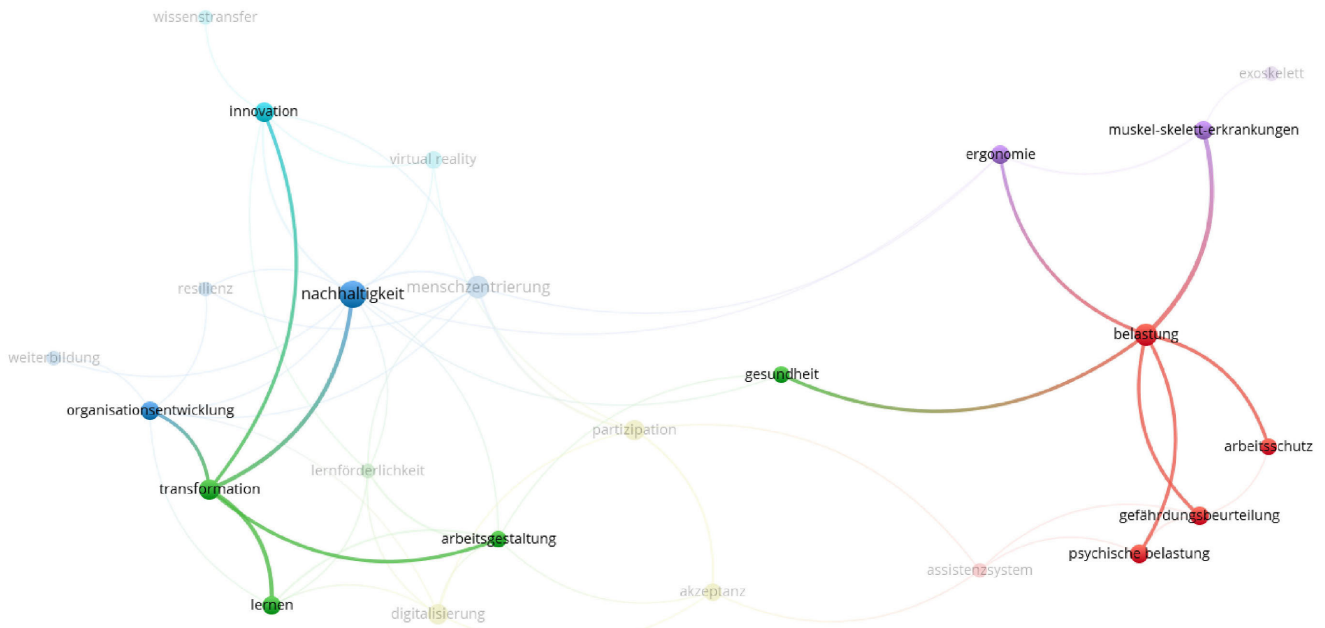 wissenstransfer
exoskelett
innovation
muskel-skelett-erkrankungen
ergonomie
virtual reality
resilienz
nachhaltigkeit
menschzentrierung
belastung
weiterbildung
gesundheit
organisationsentwicklung
partizipation
arbeitsschutz
lernförderlichkeit
transformation
gefährdungsbeurteilung
arbeitsgestaltung
psychische belastung
assistenzsystem
akzeptanz
lernen
digitalisierung